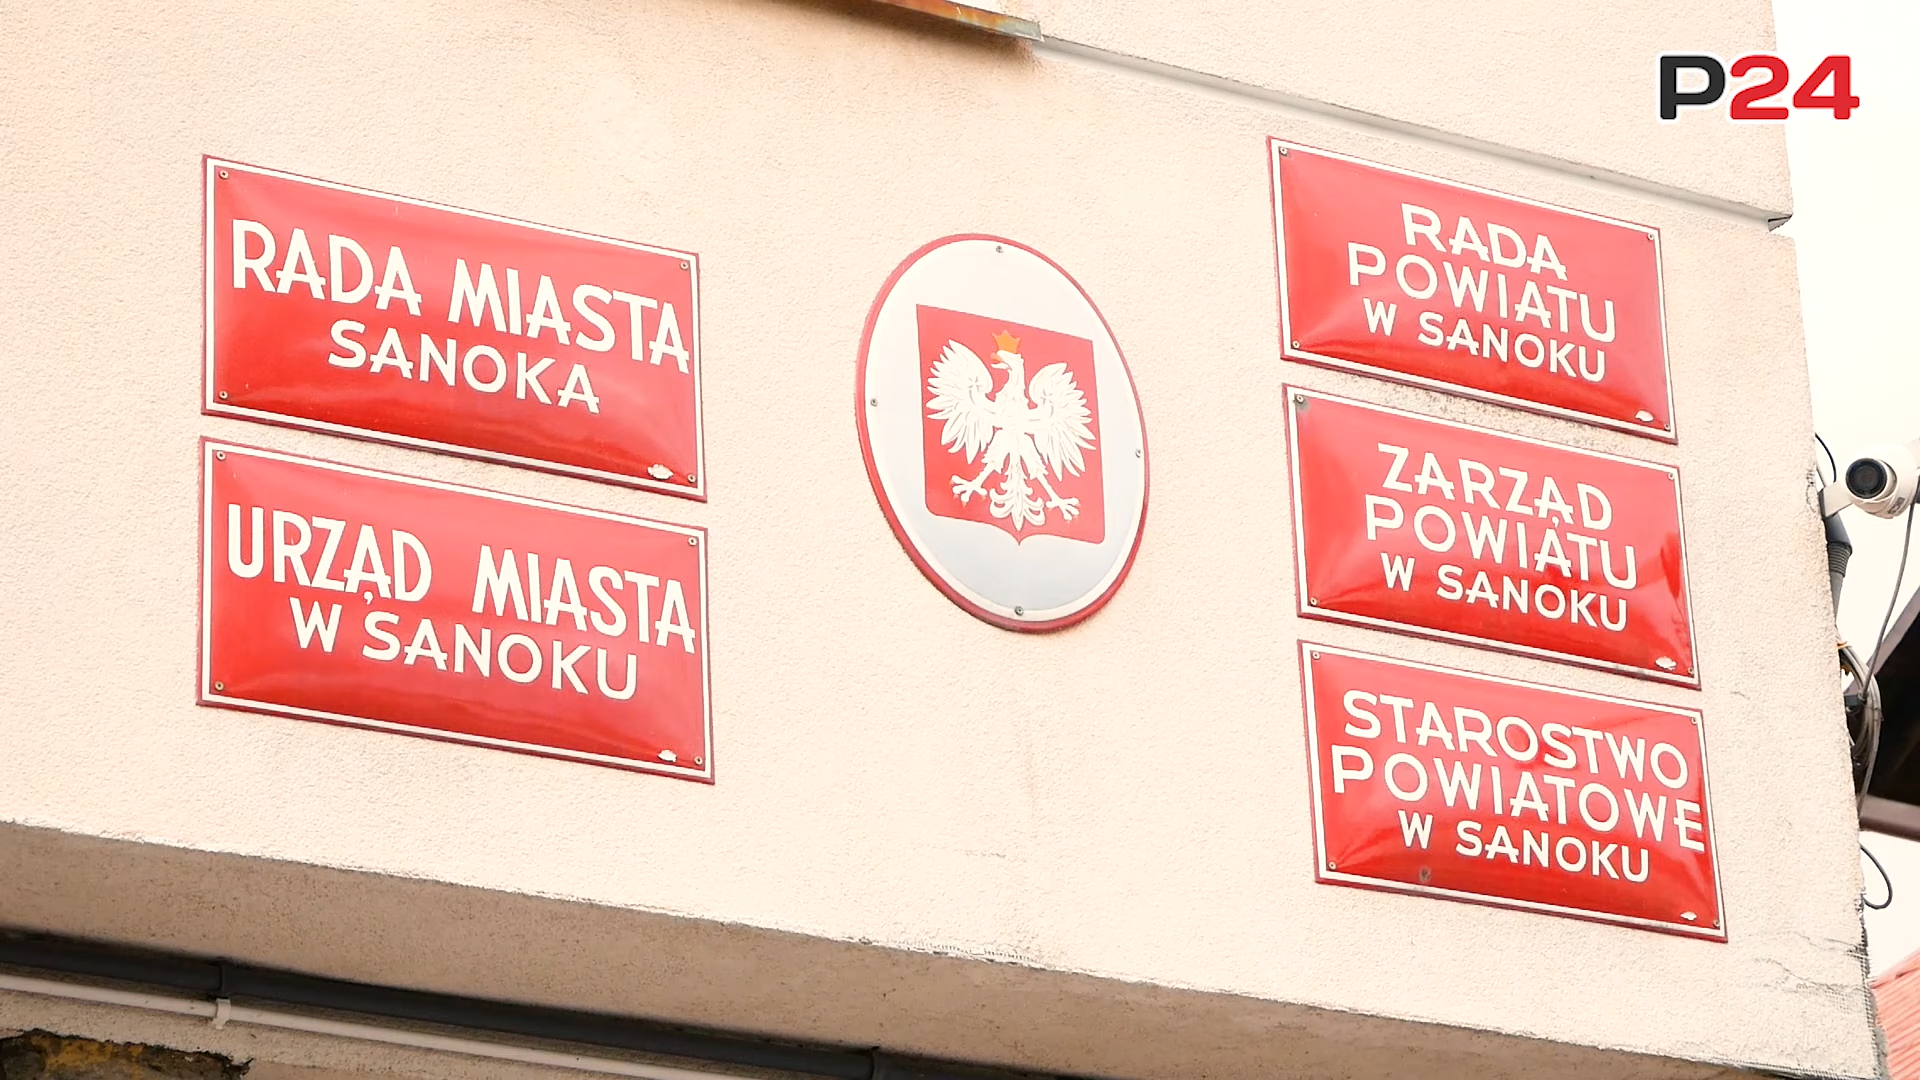 P24
RADA MIASTA
SANOKA
URZĄD MIASTA
W SANOKU
RADA
POWIATU
W SANOKU
ZARZĄD
POWIATU
W SANOKU
STAROSTWO
POWIATOWE
W SANOKU